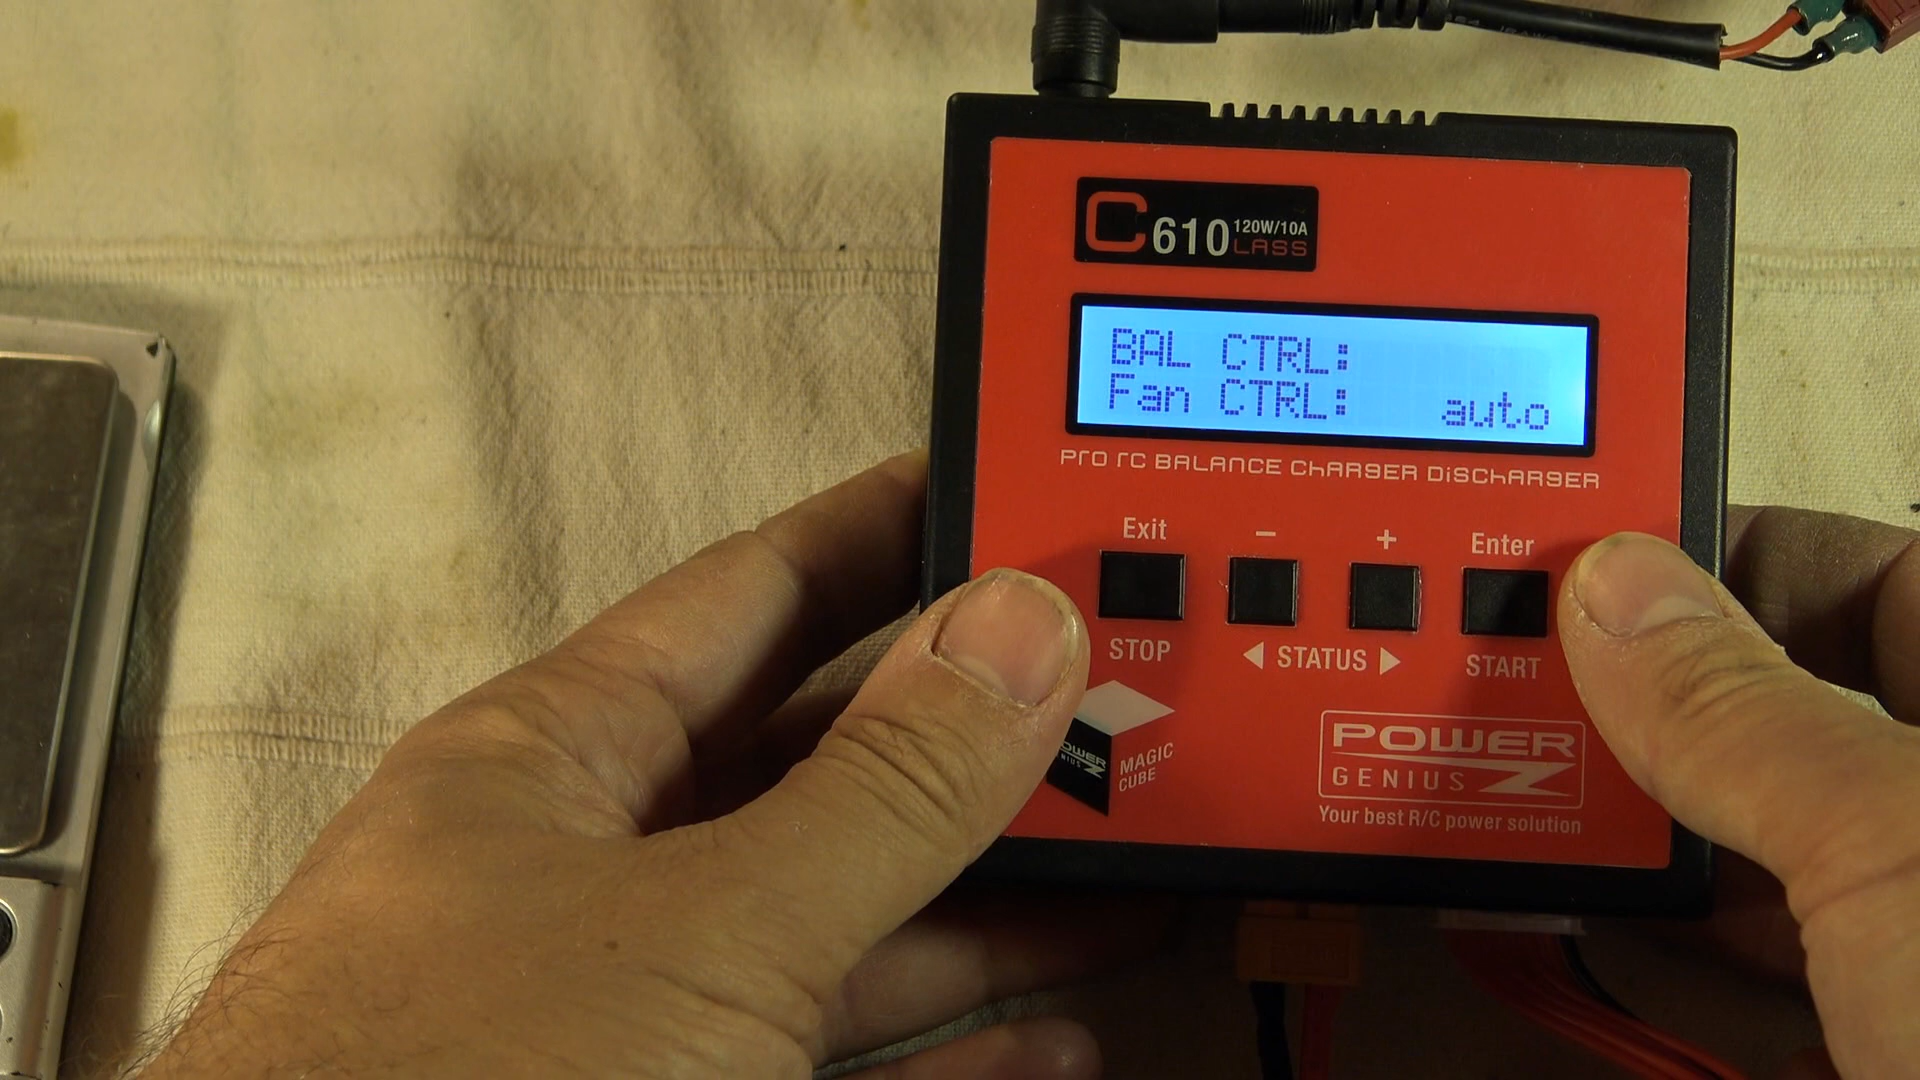 C610 120W/10A
LASS
BAL CTRL:
Fan CTRL: auto
Pro rc BALANCE CHARGER DISCHARGER
Exit - + Enter
STOP ◀ STATUS ▶ START
POWER
GENIUS
Your best R/C power solution
MAGIC
CUBE